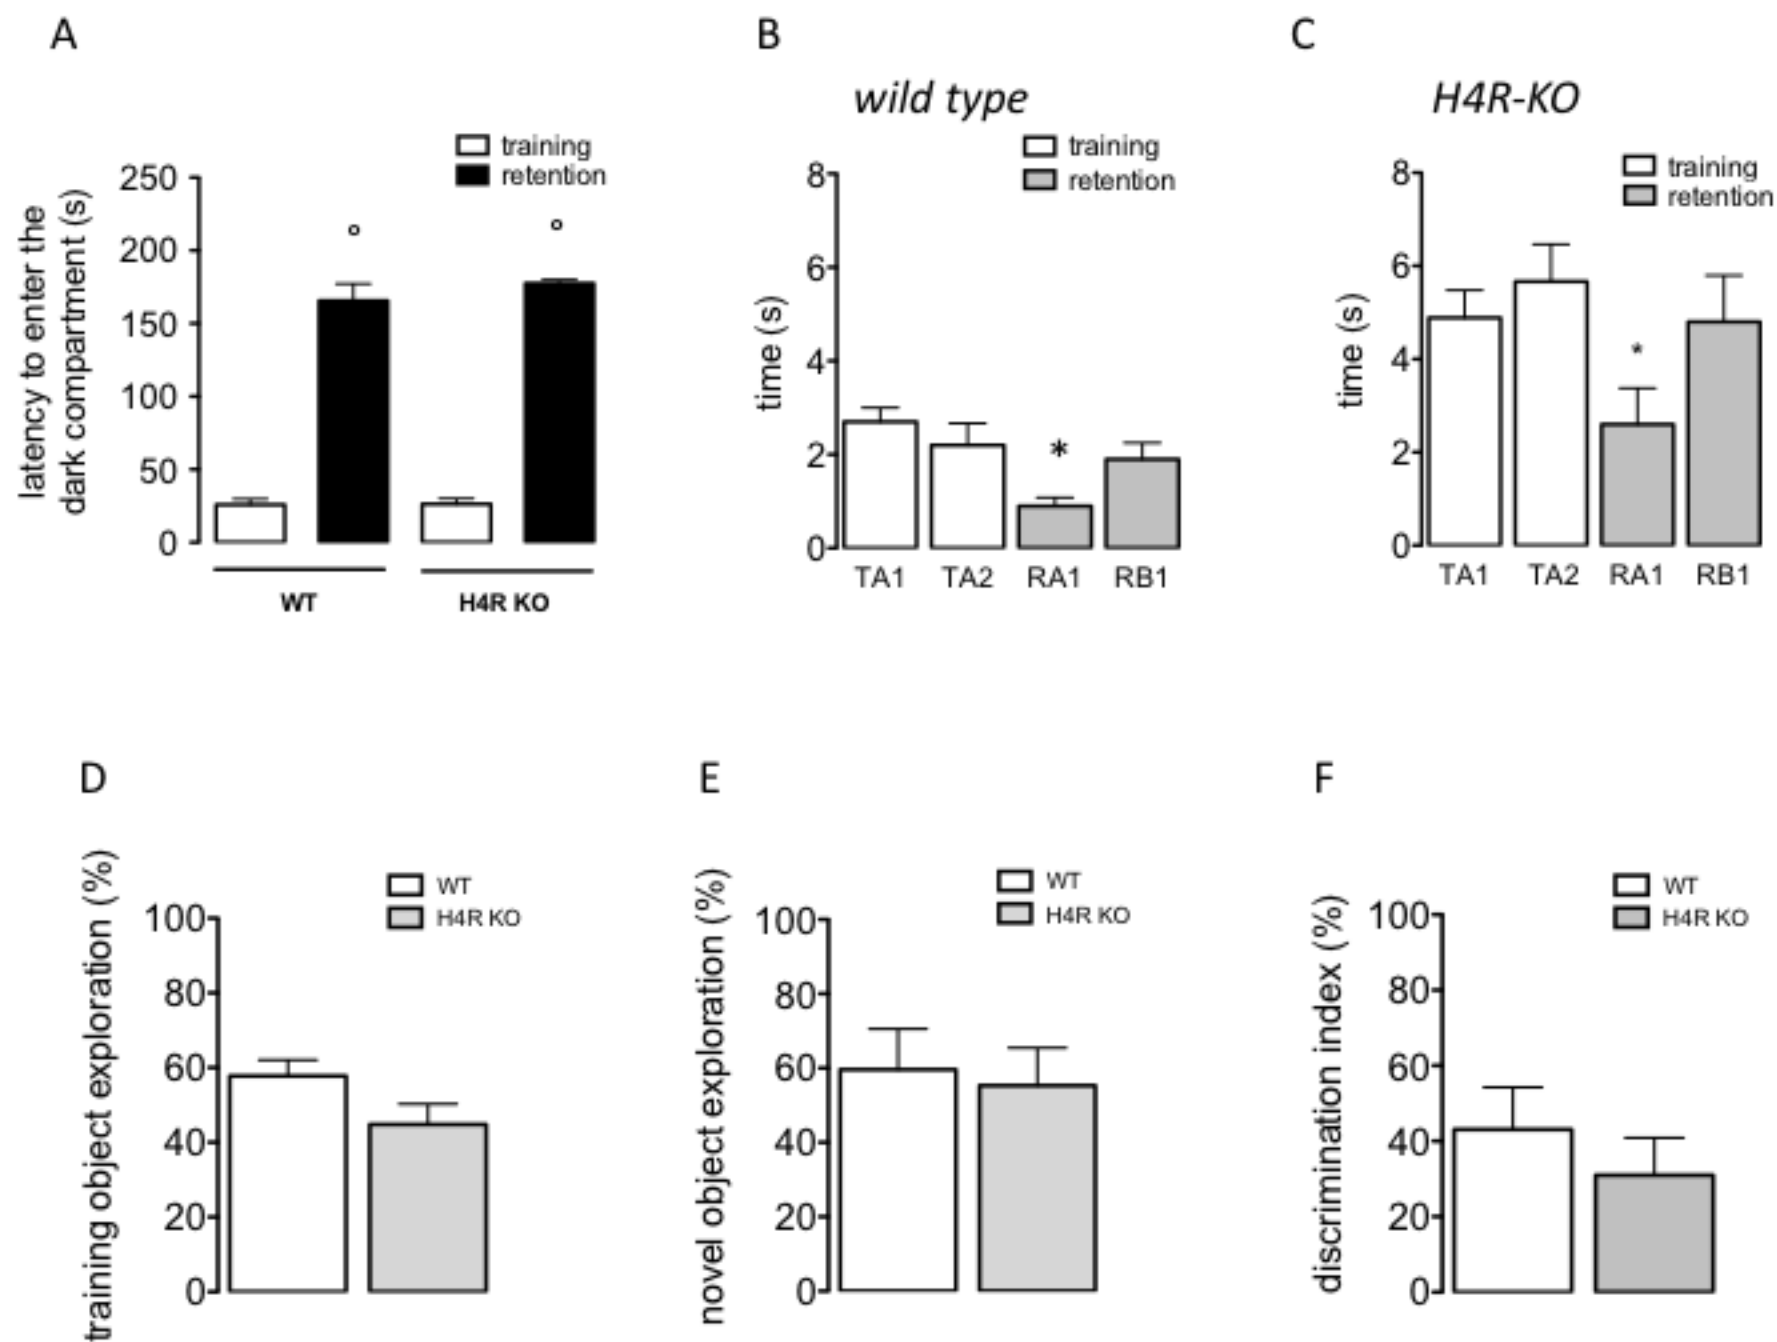 A
B
C
wild type
H4R-KO
training
retention
250
200
150
100
50
0
latency to enter the
dark compartment (s)
WT
H4R KO
training
retention
8
6
4
2
0
time (s)
TA1 TA2 RA1 RB1
*
training
retention
8
6
4
2
0
time (s)
TA1 TA2 RA1 RB1
*
D
E
F
WT
H4R KO
100
80
60
40
20
0
training object exploration (%)
WT
H4R KO
100
80
60
40
20
0
novel object exploration (%)
WT
H4R KO
100
80
60
40
20
0
discrimination index (%)